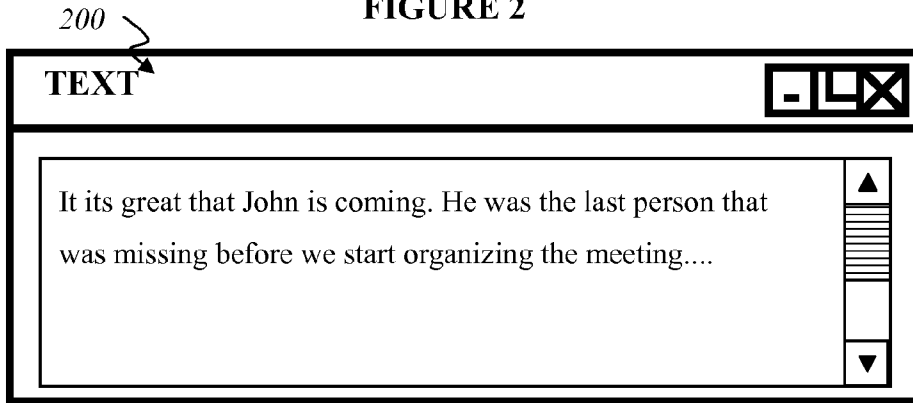 FIGURE 2
200
TEXT
It its great that John is coming. He was the last person that
was missing before we start organizing the meeting....